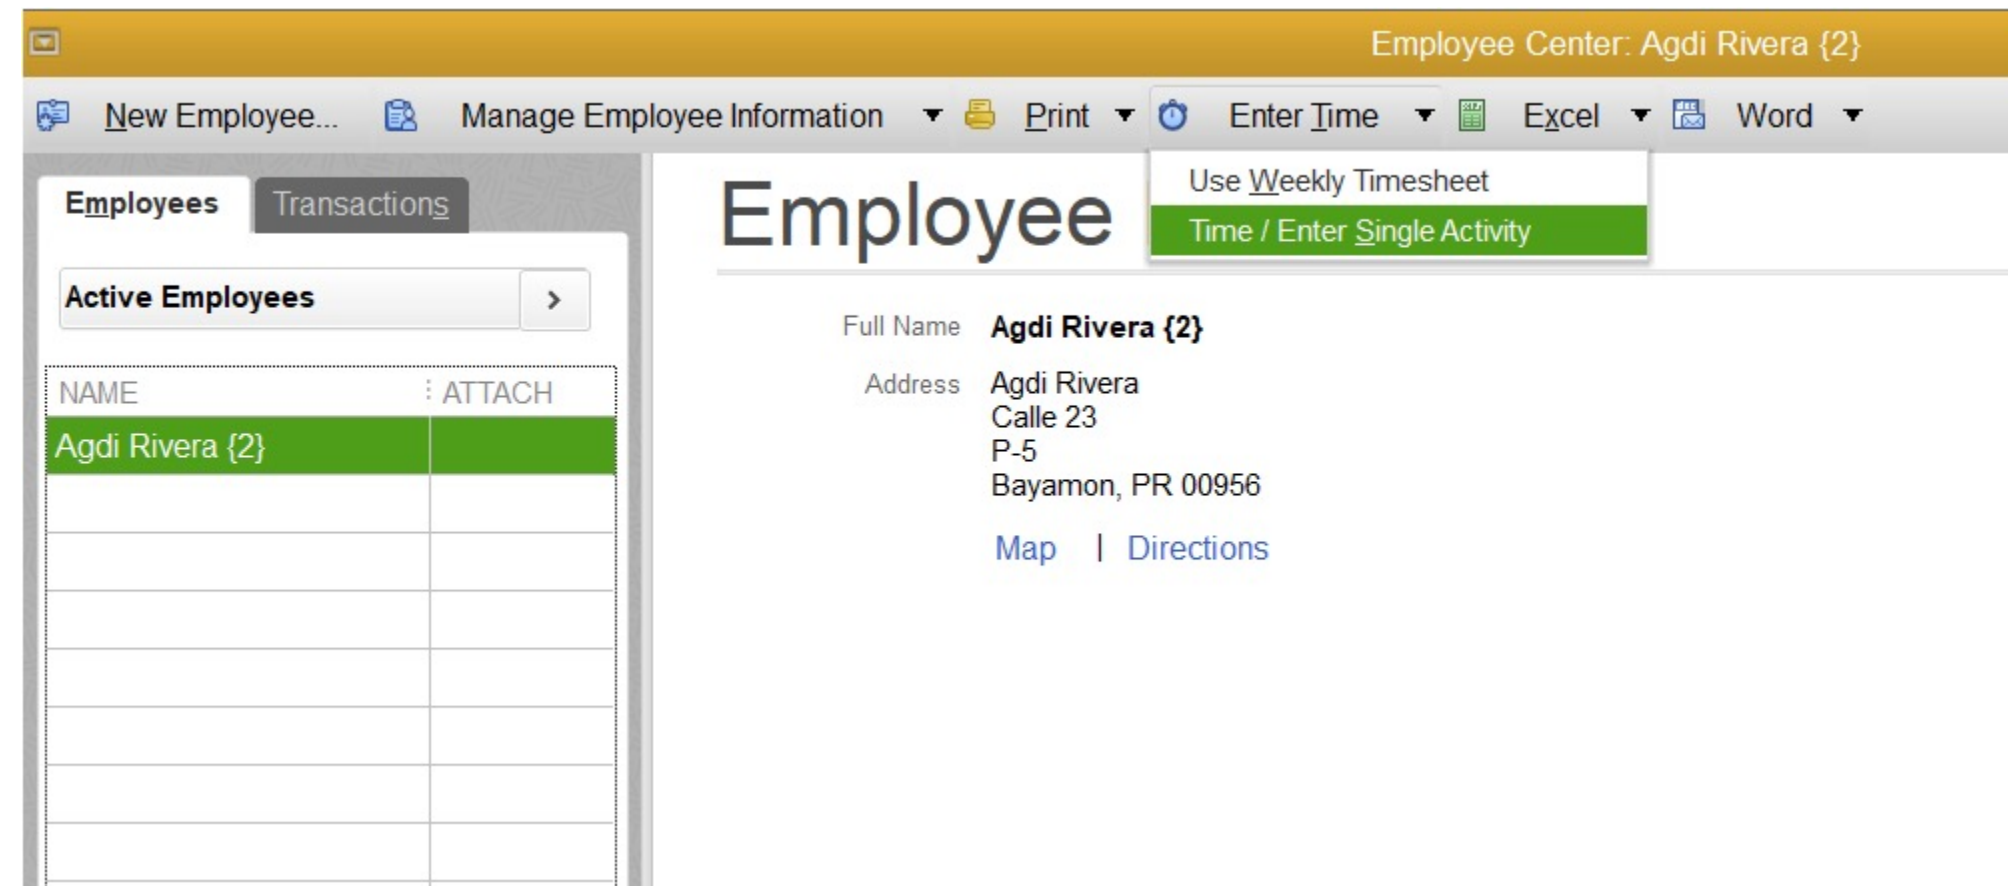 Employee Center: Agdi Rivera {2}
New Employee... Manage Employee Information Print Enter Time Excel Word
Employees Transactions
Active Employees
NAME ATTACH
Agdi Rivera {2}
Employee
Use Weekly Timesheet
Time / Enter Single Activity
Full Name Agdi Rivera {2}
Address Agdi Rivera
Calle 23
P-5
Bayamon, PR 00956
Map | Directions